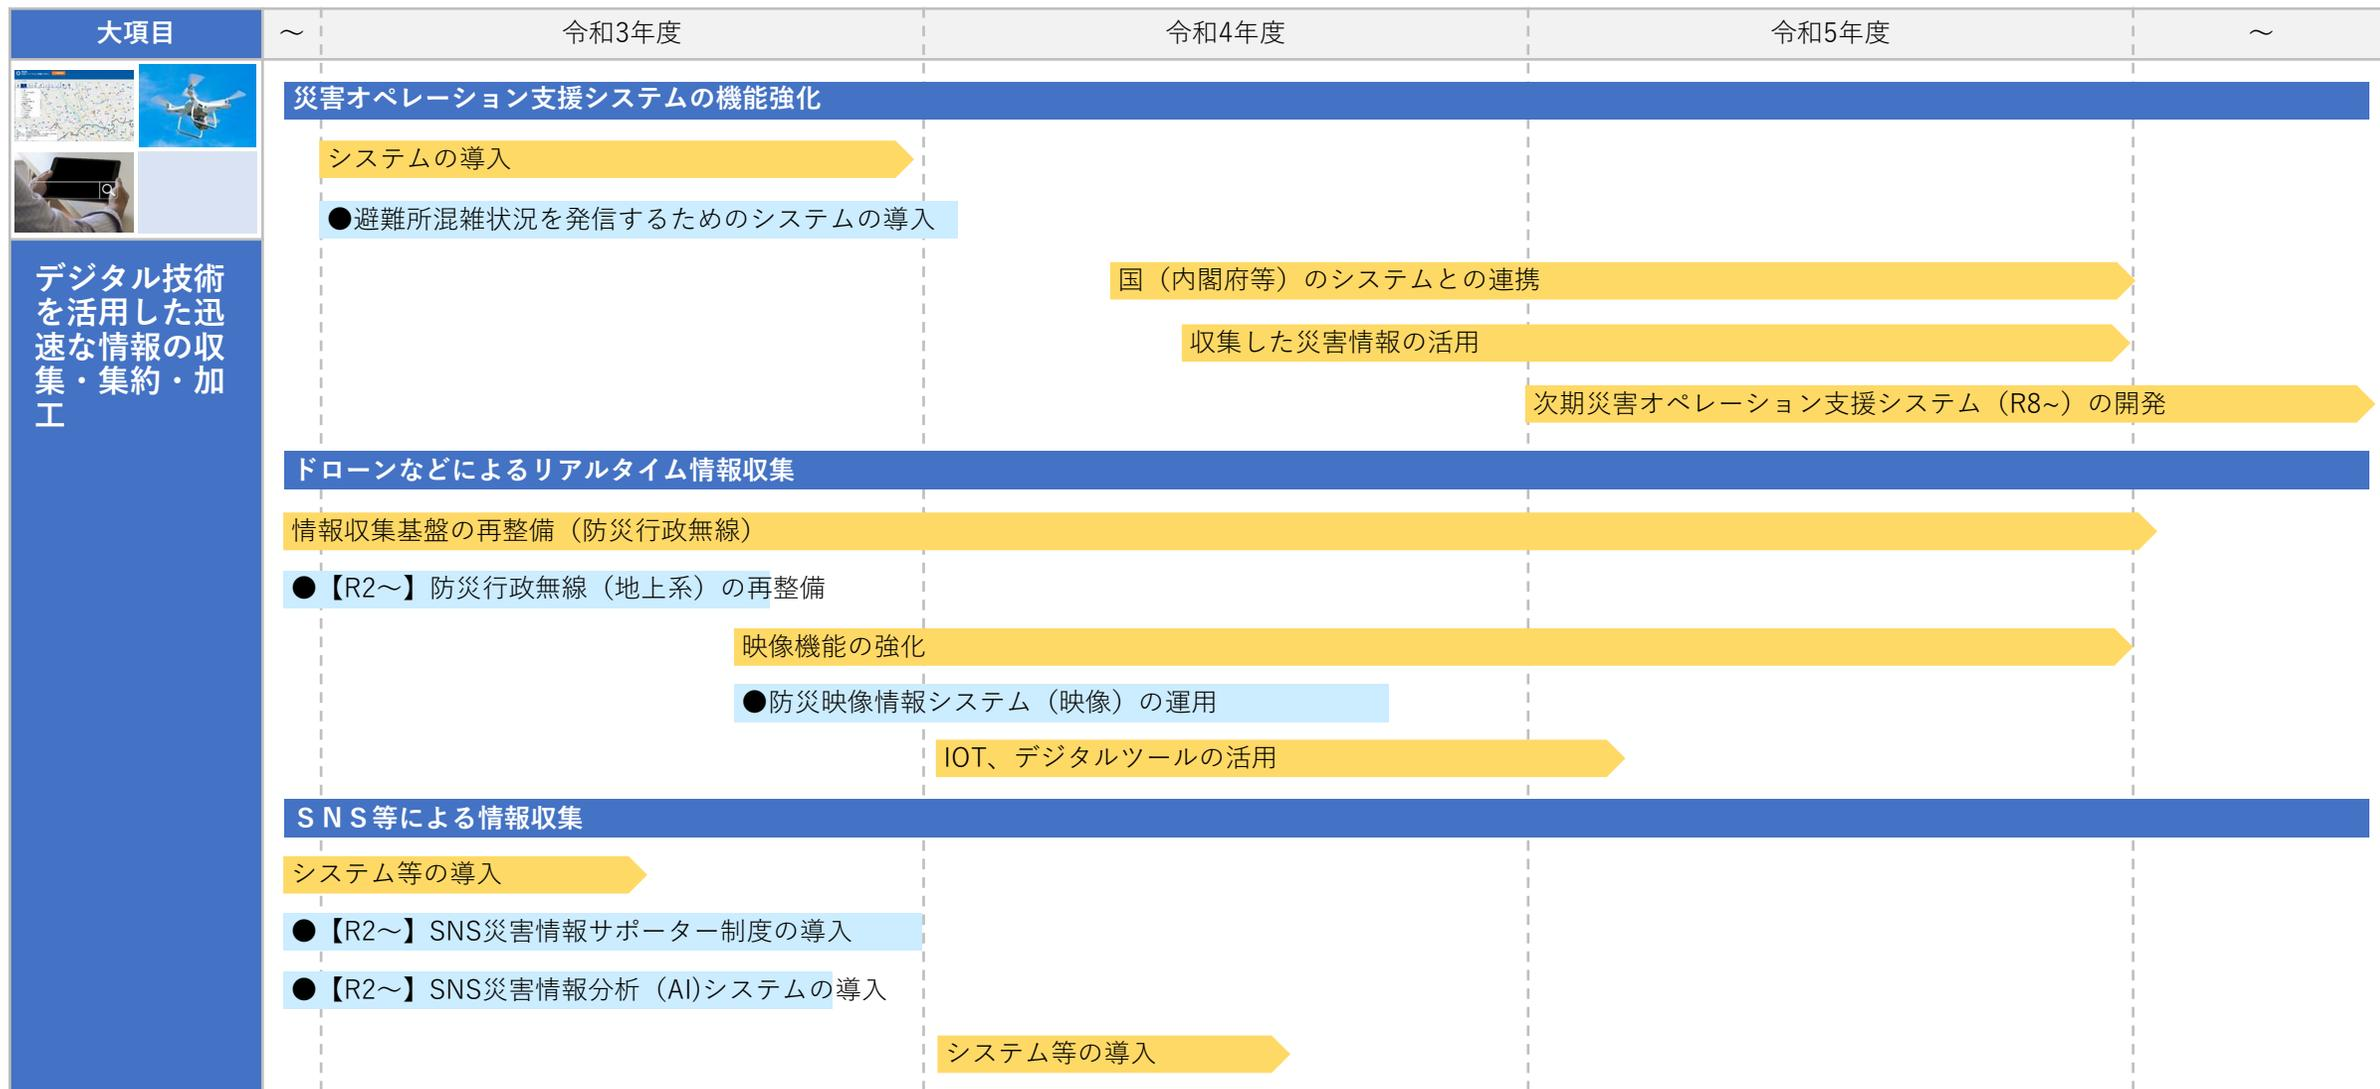 大項目
～
令和3年度
令和4年度
令和5年度
～
デジタル技術
を活用した迅
速な情報の収
集・集約・加
工
災害オペレーション支援システムの機能強化
システムの導入
●避難所混雑状況を発信するためのシステムの導入
国（内閣府等）のシステムとの連携
収集した災害情報の活用
次期災害オペレーション支援システム（R8~）の開発
ドローンなどによるリアルタイム情報収集
情報収集基盤の再整備（防災行政無線）
●【R2～】防災行政無線（地上系）の再整備
映像機能の強化
●防災映像情報システム（映像）の運用
IOT、デジタルツールの活用
ＳＮＳ等による情報収集
システム等の導入
●【R2～】SNS災害情報サポーター制度の導入
●【R2～】SNS災害情報分析（AI)システムの導入
システム等の導入